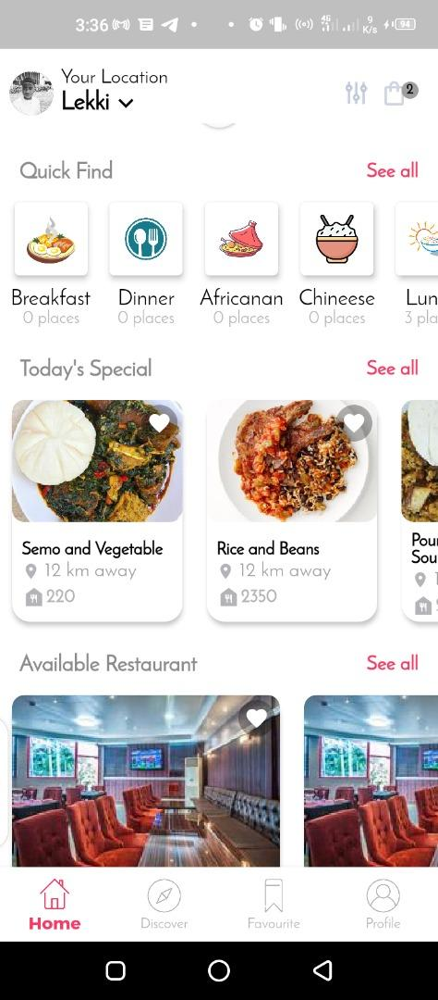 3:36
4G
9
K/s
94
Your Location
Lekki
2
Quick Find
See all
Breakfast
Dinner
Africanan
Chineese
Lun
0 places
0 places
0 places
0 places
3 pla
Today's Special
See all
Semo and Vegetable
12 km away
220
Rice and Beans
12 km away
2350
Pou
Sou
1
Available Restaurant
See all
Home
Discover
Favourite
Profile